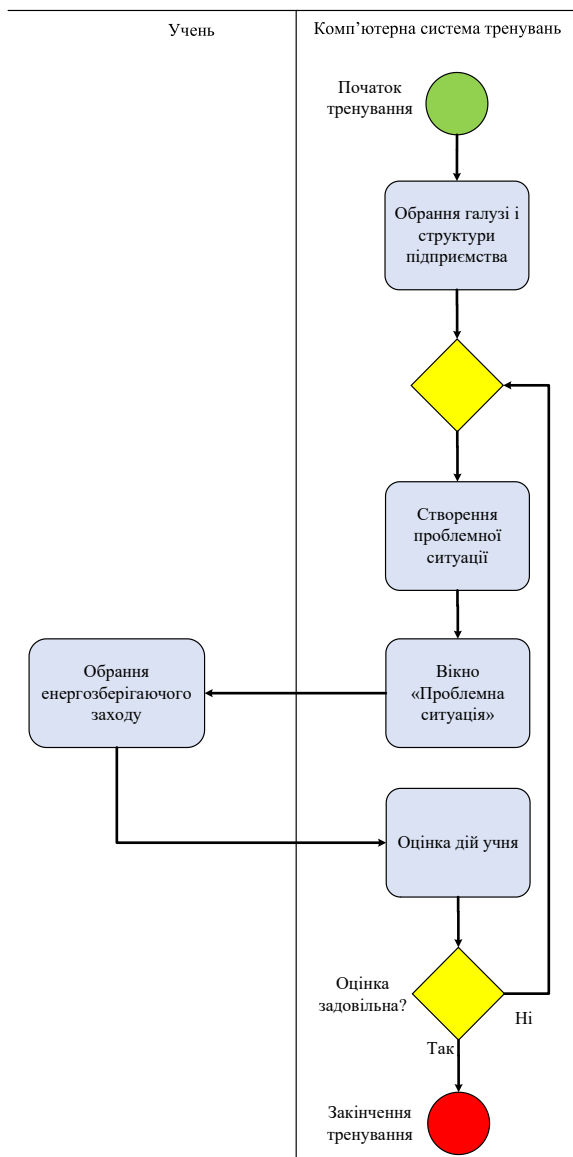 Учень
Комп’ютерна система тренувань
Початок
тренування
Обрання галузі і
структури
підприємства
Створення
проблемної
ситуації
Обрання
енергозберігаючого
заходу
Вікно
«Проблемна
ситуація»
Оцінка дій учня
Оцінка
задовільна?
Ні
Так
Закінчення
тренування